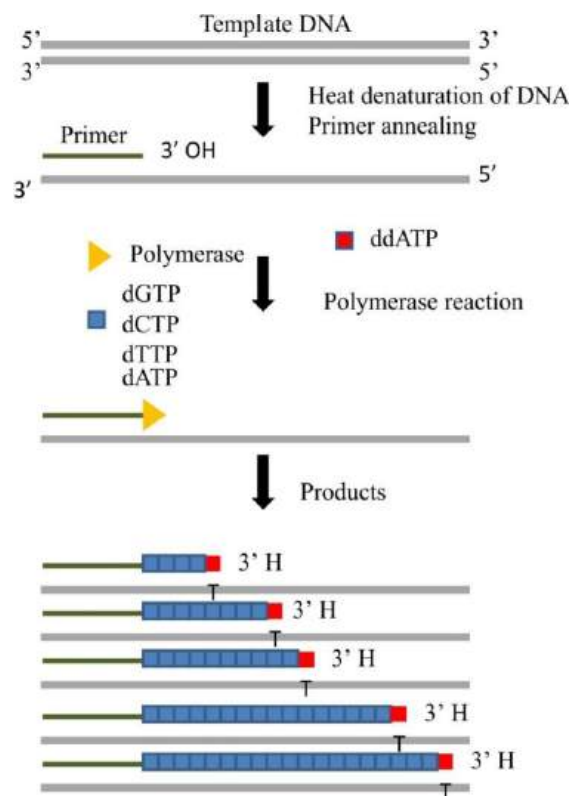 Template DNA
5’ 3’
3’ 5’
Heat denaturation of DNA
Primer annealing
Primer 3’ OH
3’ 5’
ddATP
Polymerase
dGTP
dCTP
dTTP
dATP
Polymerase reaction
Products
3’ H
T
3’ H
T
3’ H
T
3’ H
T
3’ H
T